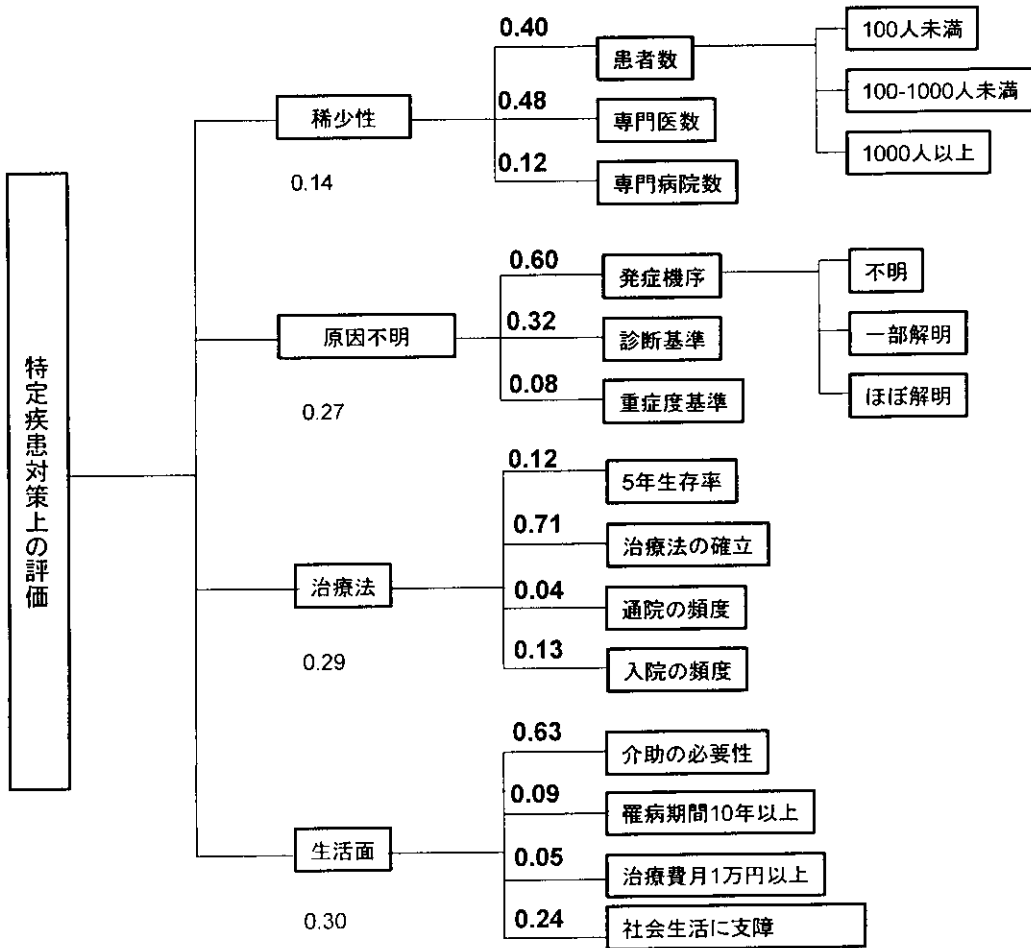 特定疾患対策上の評価
稀少性
0.14
0.40
患者数
100人未満
100-1000人未満
1000人以上
0.48
専門医数
0.12
専門病院数
原因不明
0.27
0.60
発症機序
不明
一部解明
ほぼ解明
0.32
診断基準
0.08
重症度基準
治療法
0.29
0.12
5年生存率
0.71
治療法の確立
0.04
通院の頻度
0.13
入院の頻度
生活面
0.30
0.63
介助の必要性
0.09
罹病期間10年以上
0.05
治療費月1万円以上
0.24
社会生活に支障